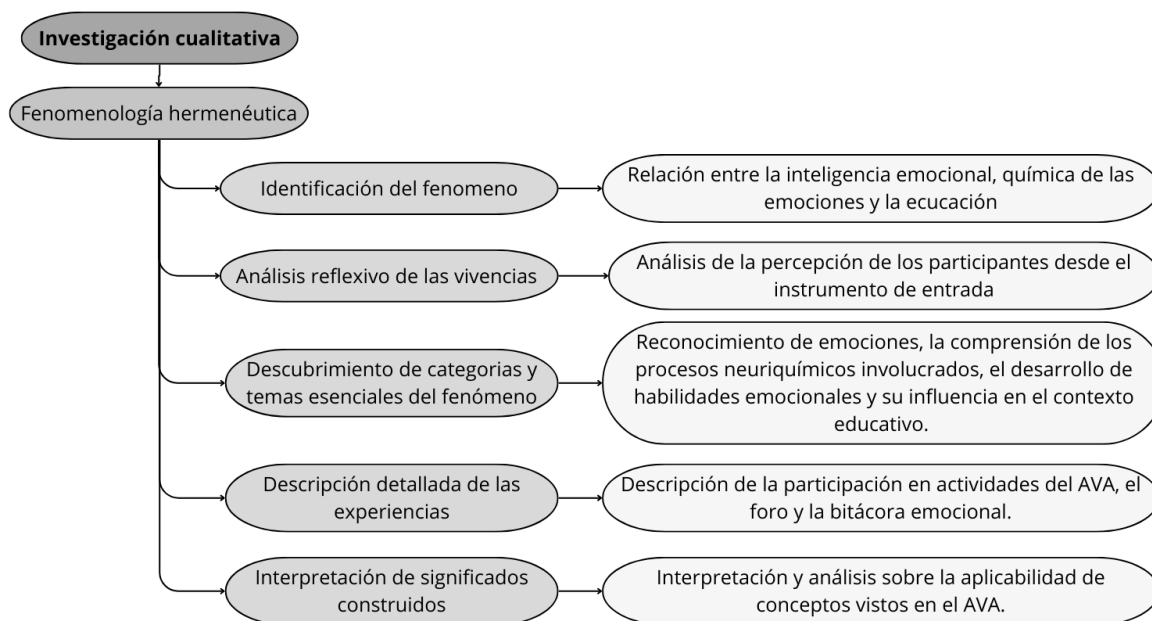 Investigación cualitativa
Fenomenología hermenéutica
Identificación del fenomeno
Relación entre la inteligencia emocional, química de las
emociones y la ecucación
Análisis reflexivo de las vivencias
Análisis de la percepción de los participantes desde el
instrumento de entrada
Descubrimiento de categorias y
temas esenciales del fenómeno
Reconocimiento de emociones, la comprensión de los
procesos neuriquímicos involucrados, el desarrollo de
habilidades emocionales y su influencia en el contexto
educativo.
Descripción detallada de las
experiencias
Descripción de la participación en actividades del AVA, el
foro y la bitácora emocional.
Interpretación de significados
construidos
Interpretación y análisis sobre la aplicabilidad de
conceptos vistos en el AVA.